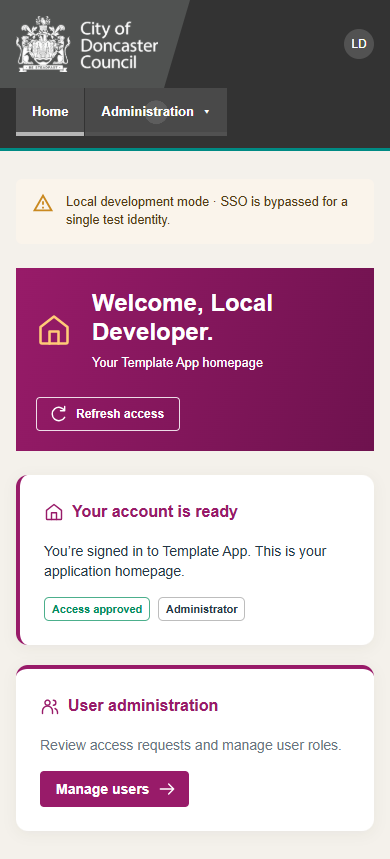 City of
Doncaster
Council
LD
Home
Administration
Local development mode · SSO is bypassed for a
single test identity.
Welcome, Local
Developer.
Your Template App homepage
Refresh access
Your account is ready
You’re signed in to Template App. This is your
application homepage.
Access approved
Administrator
User administration
Review access requests and manage user roles.
Manage users